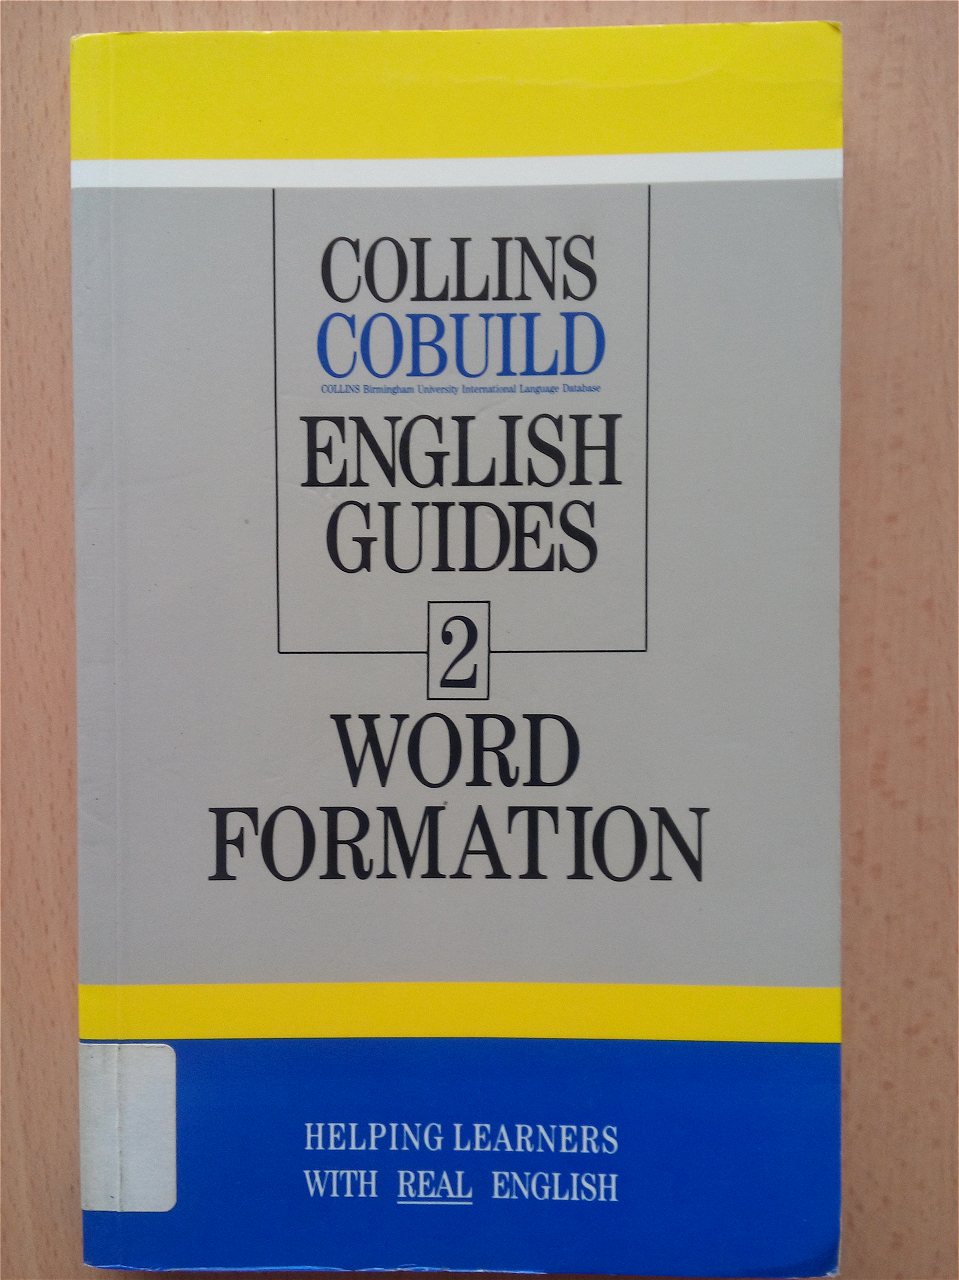 COLLINS
COBUILD
COLLINS Birmingham University International Language Database
ENGLISH
GUIDES
2
WORD
FORMATION
HELPING LEARNERS
WITH REAL ENGLISH